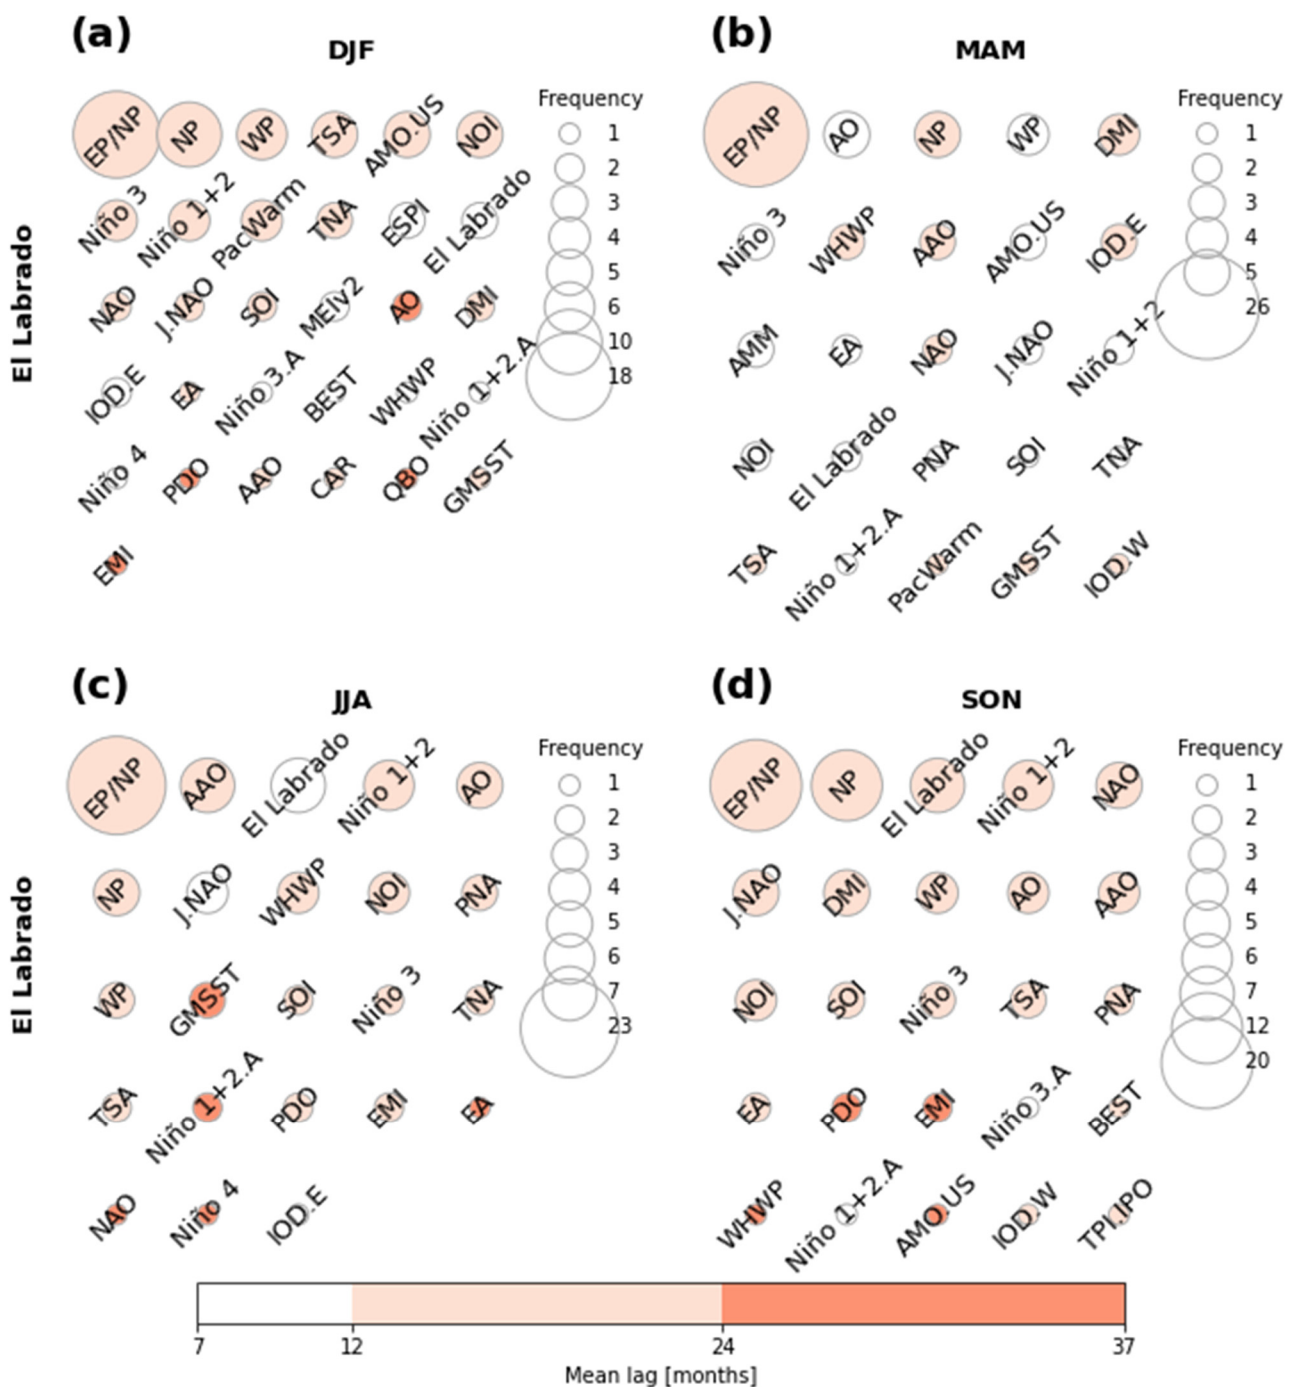 (a)
DJF
El Labrado
EP/NP NP WP TSA AMO.US NOI
Niño 3 Niño 1+2 PacWarm TNA ESPI El Labrado
NAO J.NAO SOI MEIv2 AO DMI
IOD.E EA Niño 3.A BEST WHWP Niño 1+2.A
Niño 4 PDO AAO CAR QBO GMSST
EMI
Frequency
1
2
3
4
5
6
10
18
(b)
MAM
EP/NP AO NP WP DMI
Niño 3 WHWP AAO AMO.US IOD.E
AMM EA NAO J.NAO Niño 1+2
NOI El Labrado PNA SOI TNA
TSA Niño 1+2.A PacWarm GMSST IOD.W
Frequency
1
2
3
4
5
26
(c)
JJA
El Labrado
EP/NP AAO El Labrado Niño 1+2 AO
NP J.NAO WHWP NOI PNA
WP GMSST SOI Niño 3 TNA
TSA Niño 1+2.A PDO EMI EA
NAO Niño 4 IOD.E
Frequency
1
2
3
4
5
6
7
23
(d)
SON
EP/NP NP El Labrado Niño 1+2 NAO
J.NAO DMI WP AO AAO
NOI SOI Niño 3 TSA PNA
EA PDO EMI Niño 3.A BEST
WHWP Niño 1+2.A AMO.US IOD.W TPI.IPO
Frequency
1
2
3
4
5
6
7
12
20
7 12 24 37
Mean lag [months]